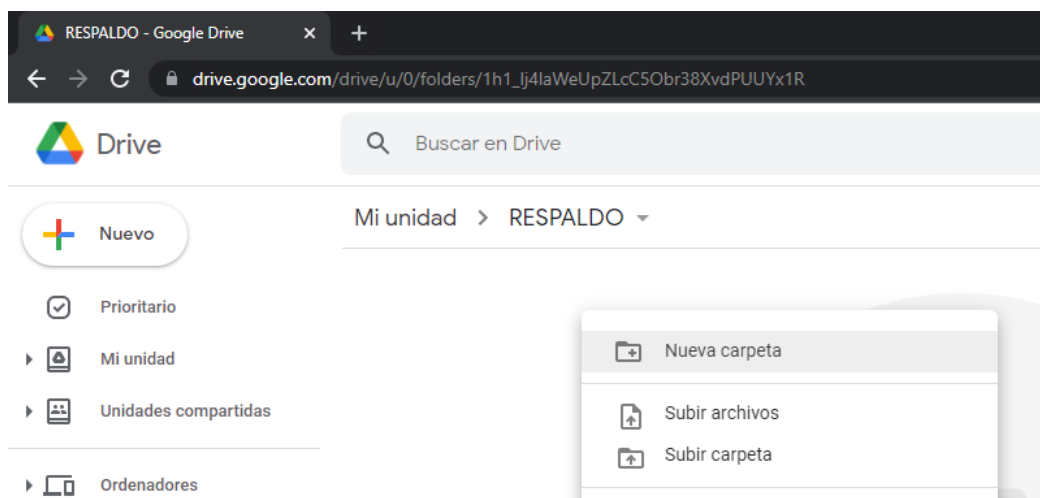 RESPALDO - Google Drive
drive.google.com/drive/u/0/folders/1h1_lj4laWeUpZLcC5Obr38XvdPUUYx1R
Drive
Buscar en Drive
Nuevo
Mi unidad > RESPALDO
Prioritario
Mi unidad
Unidades compartidas
Ordenadores
Nueva carpeta
Subir archivos
Subir carpeta